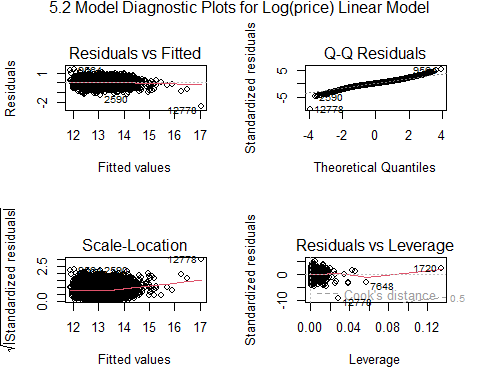 5.2 Model Diagnostic Plots for Log(price) Linear Model
Residuals vs Fitted
Residuals
1
-2
2590
12778
12 13 14 15 16 17
Fitted values
Q-Q Residuals
Standardized residuals
5
-5
2590
12778
-4 -2 0 2 4
Theoretical Quantiles
Scale-Location
√|Standardized residuals|
2.5
0.0
2590
12778
12 13 14 15 16 17
Fitted values
Residuals vs Leverage
Standardized residuals
0
-10
1720
7648
12778
Cook's distance
0.5
0.00 0.04 0.08 0.12
Leverage